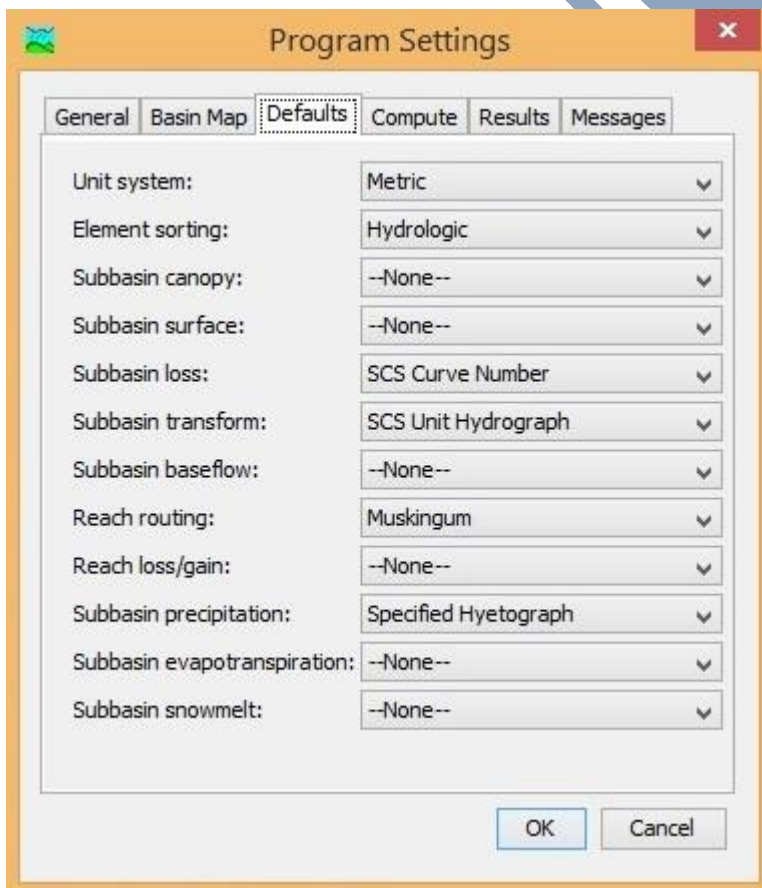 Program Settings
General Basin Map Defaults Compute Results Messages
Unit system: Metric
Element sorting: Hydrologic
Subbasin canopy: --None--
Subbasin surface: --None--
Subbasin loss: SCS Curve Number
Subbasin transform: SCS Unit Hydrograph
Subbasin baseflow: --None--
Reach routing: Muskingum
Reach loss/gain: --None--
Subbasin precipitation: Specified Hyetograph
Subbasin evapotranspiration: --None--
Subbasin snowmelt: --None--
OK Cancel